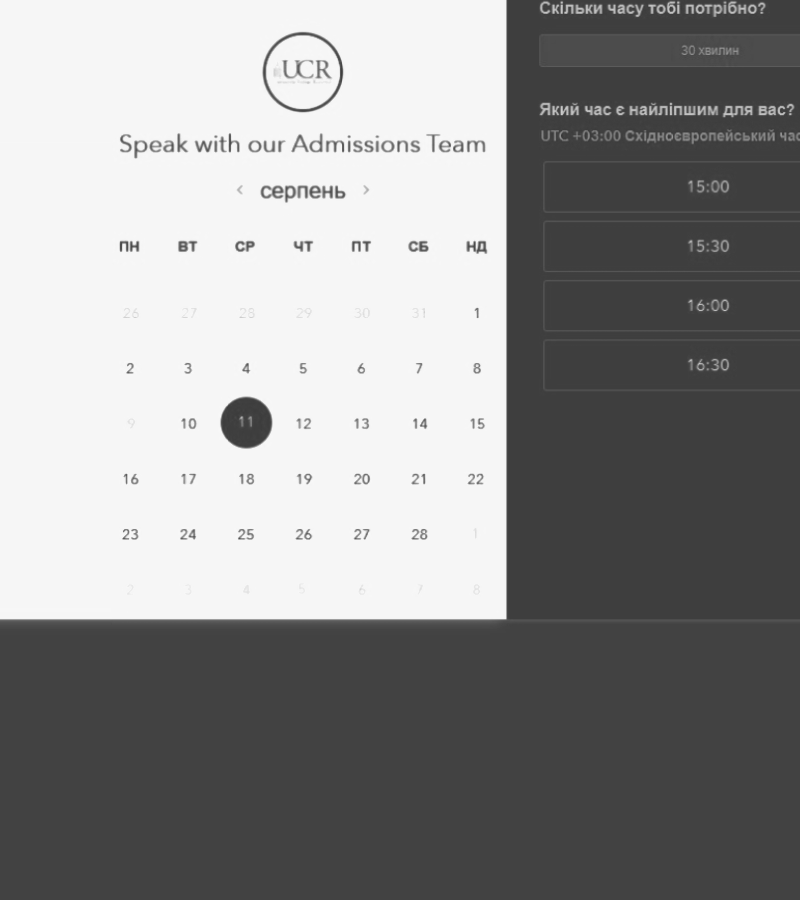 UCR
Speak with our Admissions Team
‹ серпень ›
ПН ВТ СР ЧТ ПТ СБ НД
26 27 28 29 30 31 1
2 3 4 5 6 7 8
9 10 11 12 13 14 15
16 17 18 19 20 21 22
23 24 25 26 27 28 1
2 3 4 5 6 7 8
Скільки часу тобі потрібно?
30 хвилин
Який час є найліпшим для вас?
UTC +03:00 Східноєвропейський час
15:00
15:30
16:00
16:30